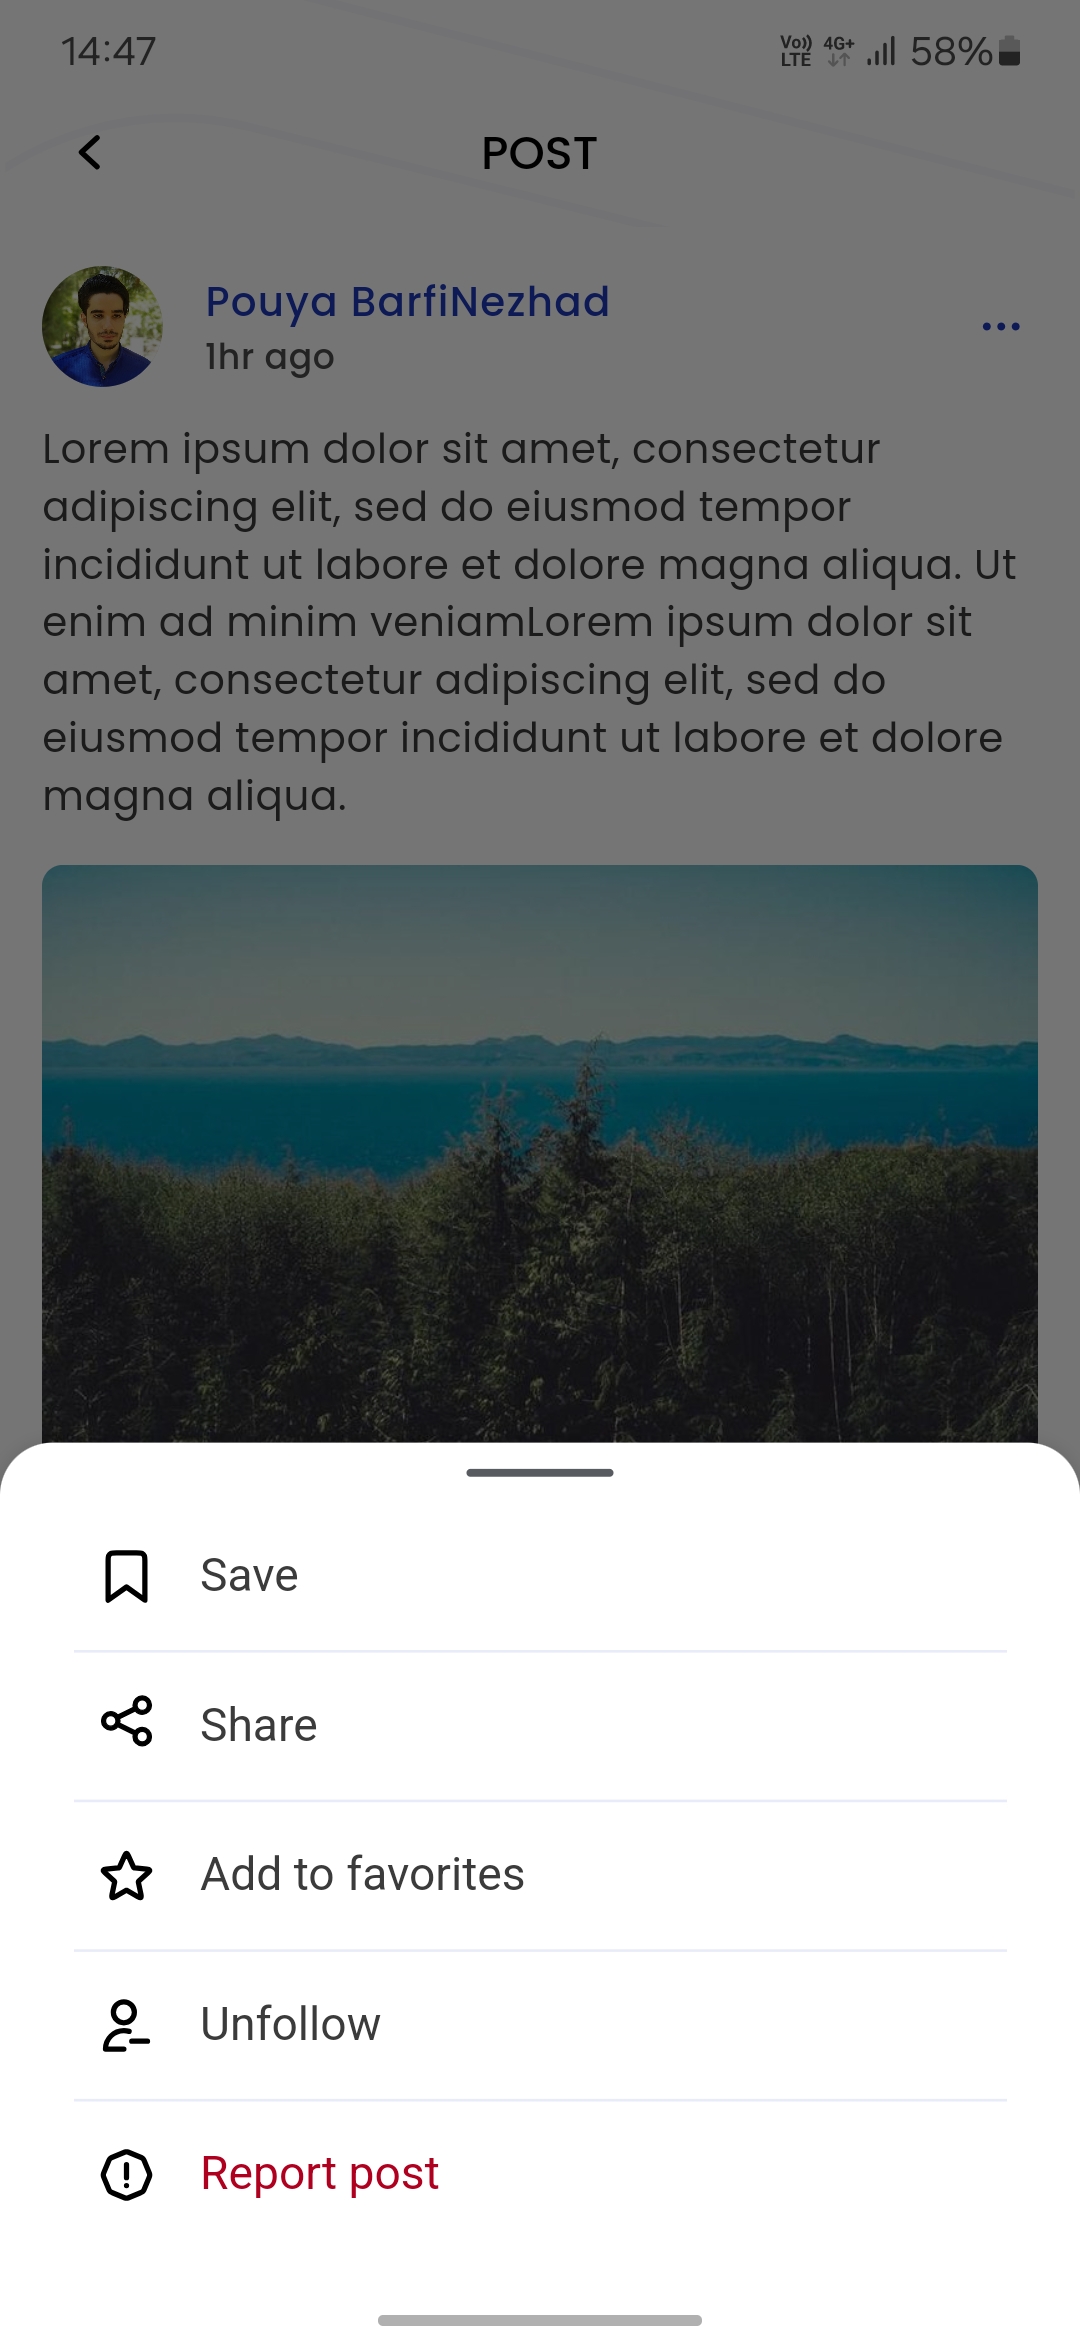 14:47
Vo)) LTE 4G+ 58%
POST
Pouya BarfiNezhad
1hr ago
Lorem ipsum dolor sit amet, consectetur
adipiscing elit, sed do eiusmod tempor
incididunt ut labore et dolore magna aliqua. Ut
enim ad minim veniamLorem ipsum dolor sit
amet, consectetur adipiscing elit, sed do
eiusmod tempor incididunt ut labore et dolore
magna aliqua.
Save
Share
Add to favorites
Unfollow
Report post